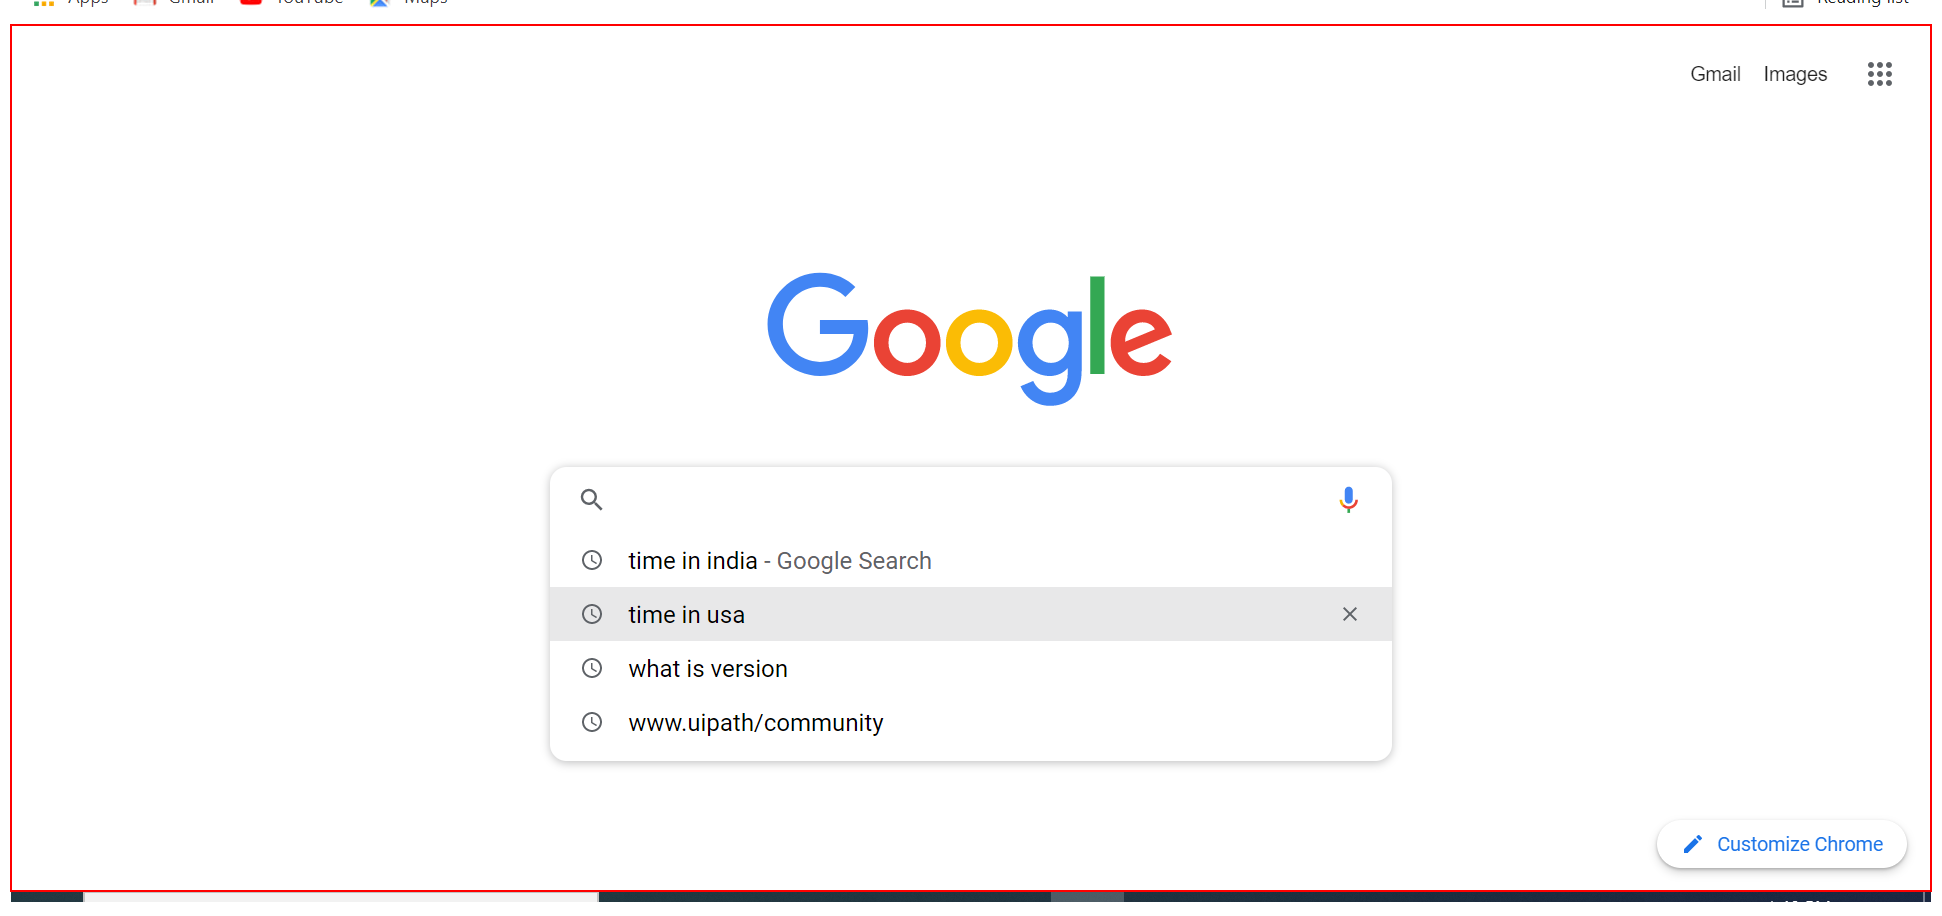 Apps Gmail YouTube Maps Reading list
Gmail Images
Google
time in india - Google Search
time in usa
what is version
www.uipath/community
Customize Chrome